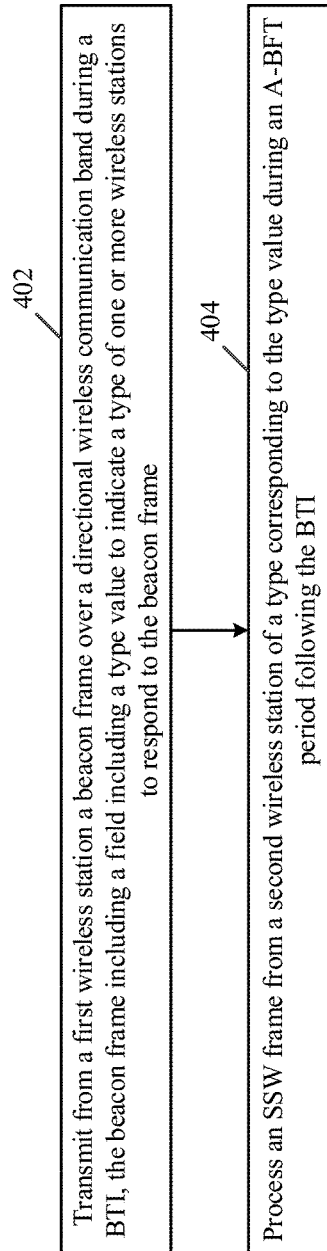 402
Transmit from a first wireless station a beacon frame over a directional wireless communication band during a
BTI, the beacon frame including a field including a type value to indicate a type of one or more wireless stations
to respond to the beacon frame
404
Process an SSW frame from a second wireless station of a type corresponding to the type value during an A-BFT
period following the BTI